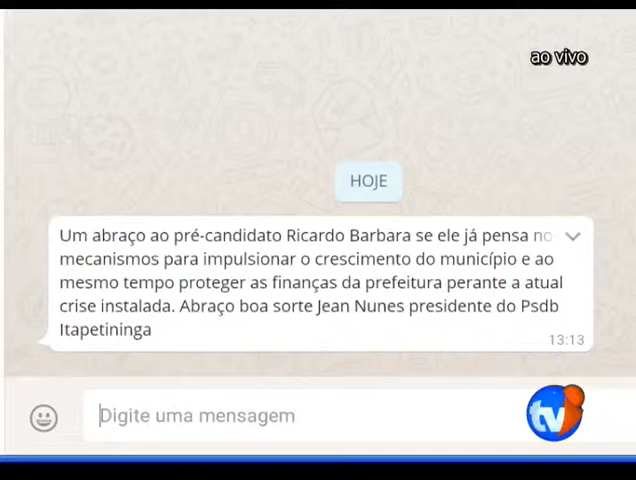 ao vivo
HOJE
Um abraço ao pré-candidato Ricardo Barbara se ele já pensa no
mecanismos para impulsionar o crescimento do município e ao
mesmo tempo proteger as finanças da prefeitura perante a atual
crise instalada. Abraço boa sorte Jean Nunes presidente do Psdb
Itapetininga
13:13
Digite uma mensagem
tv